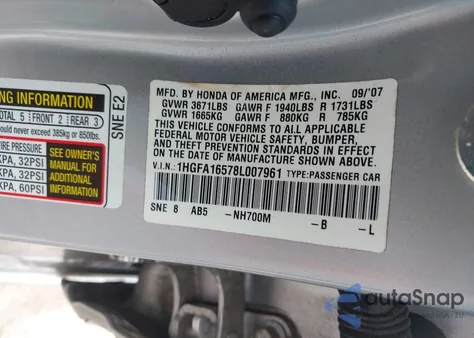 NG INFORMATION
OTAL 5 FRONT 2 REAR 3
hould never exceed 385kg or 850lbs.
RE PRESSURE
KPA, 32PSI
KPA, 32PSI
KPA, 60PSI
SEE OWNER'S
MANUAL FOR
ADDITIONAL
INFORMATION
SNE E2
MFD. BY HONDA OF AMERICA MFG., INC. 09/'07
GVWR 3671LBS GAWR F 1940LBS R 1731LBS
GVWR 1665KG GAWR F 880KG R 785KG
THIS VEHICLE CONFORMS TO ALL APPLICABLE
FEDERAL MOTOR VEHICLE SAFETY, BUMPER,
AND THEFT PREVENTION STANDARDS IN EFFECT
ON THE DATE OF MANUFACTURE SHOWN ABOVE.
V.I.N: 1HGFA16578L007961 TYPE:PASSENGER CAR
SNE 8 AB5 -NH700M -B -L
autoSnap